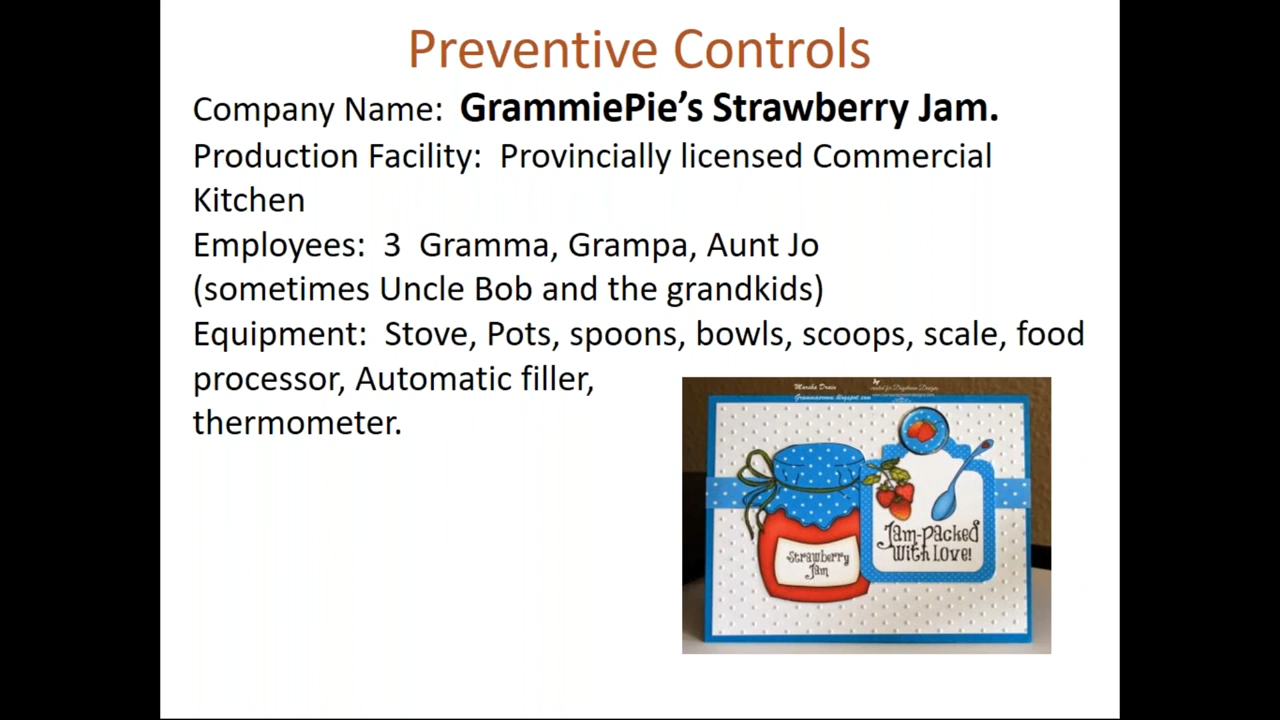 Preventive Controls
Company Name:  GrammiePie’s Strawberry Jam.
Production Facility:  Provincially licensed Commercial
Kitchen
Employees:  3  Gramma, Grampa, Aunt Jo
(sometimes Uncle Bob and the grandkids)
Equipment:  Stove, Pots, spoons, bowls, scoops, scale, food
processor, Automatic filler,
thermometer.
Strawberry
Jam
Jam-packed
With Love!